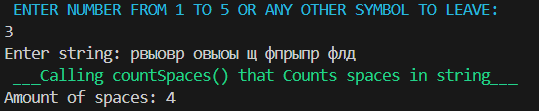 ENTER NUMBER FROM 1 TO 5 OR ANY OTHER SYMBOL TO LEAVE:
3
Enter string: рвыовр овыоы щ фпрыпр флд
___Calling countSpaces() that Counts spaces in string___
Amount of spaces: 4